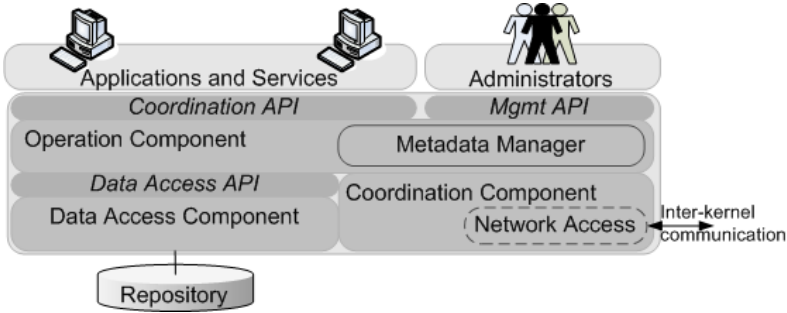 Applications and Services
Administrators
Coordination API
Mgmt API
Operation Component
Metadata Manager
Data Access API
Coordination Component
Data Access Component
Network Access
Inter-kernel
communication
Repository